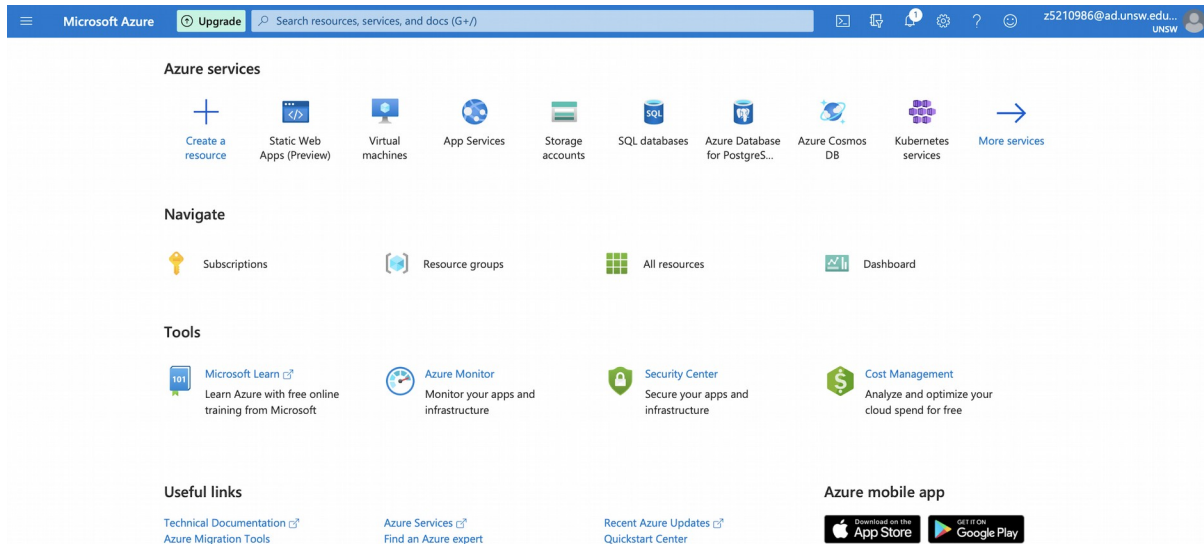 Microsoft Azure
Upgrade
Search resources, services, and docs (G+/)
1
z5210986@ad.unsw.edu...
UNSW
Azure services
Create a
resource
Static Web
Apps (Preview)
Virtual
machines
App Services
Storage
accounts
SQL
SQL databases
Azure Database
for PostgreS...
Azure Cosmos
DB
Kubernetes
services
More services
Navigate
Subscriptions
Resource groups
All resources
Dashboard
Tools
101
Microsoft Learn
Learn Azure with free online
training from Microsoft
Azure Monitor
Monitor your apps and
infrastructure
Security Center
Secure your apps and
infrastructure
Cost Management
Analyze and optimize your
cloud spend for free
Useful links
Technical Documentation
Azure Migration Tools
Azure Services
Find an Azure expert
Recent Azure Updates
Quickstart Center
Azure mobile app
Download on the
App Store
GET IT ON
Google Play